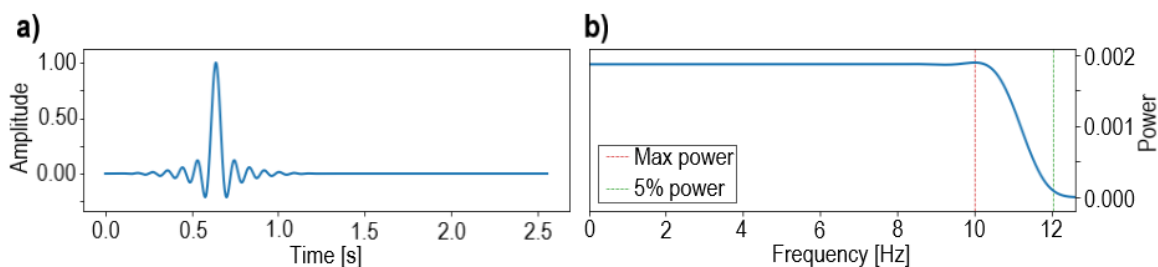 a)
Amplitude
1.00
0.50
0.00
0.0 0.5 1.0 1.5 2.0 2.5
Time [s]
b)
Max power
5% power
0.002
0.001
0.000
Power
0 2 4 6 8 10 12
Frequency [Hz]